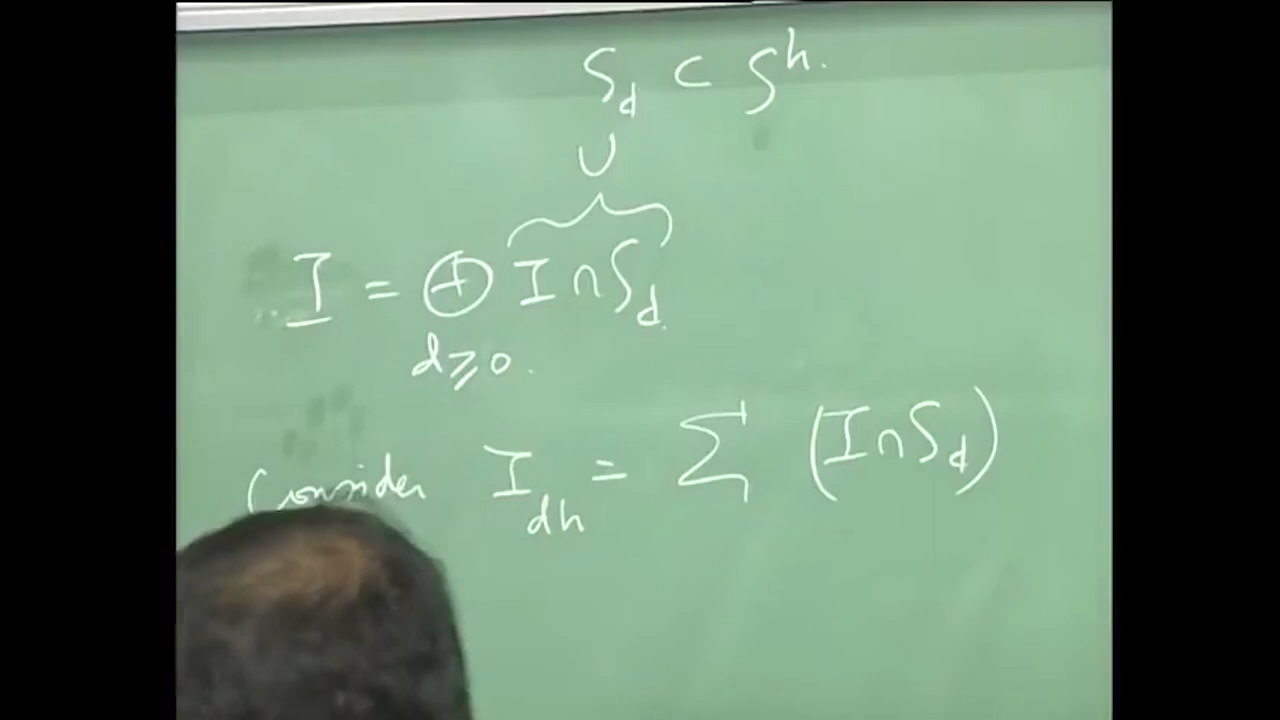 S_d ⊂ S^h.
∪
I = ⊕ I ∩ S_d.
d ≥ 0.
Consider I_dh = Σ (I ∩ S_d)